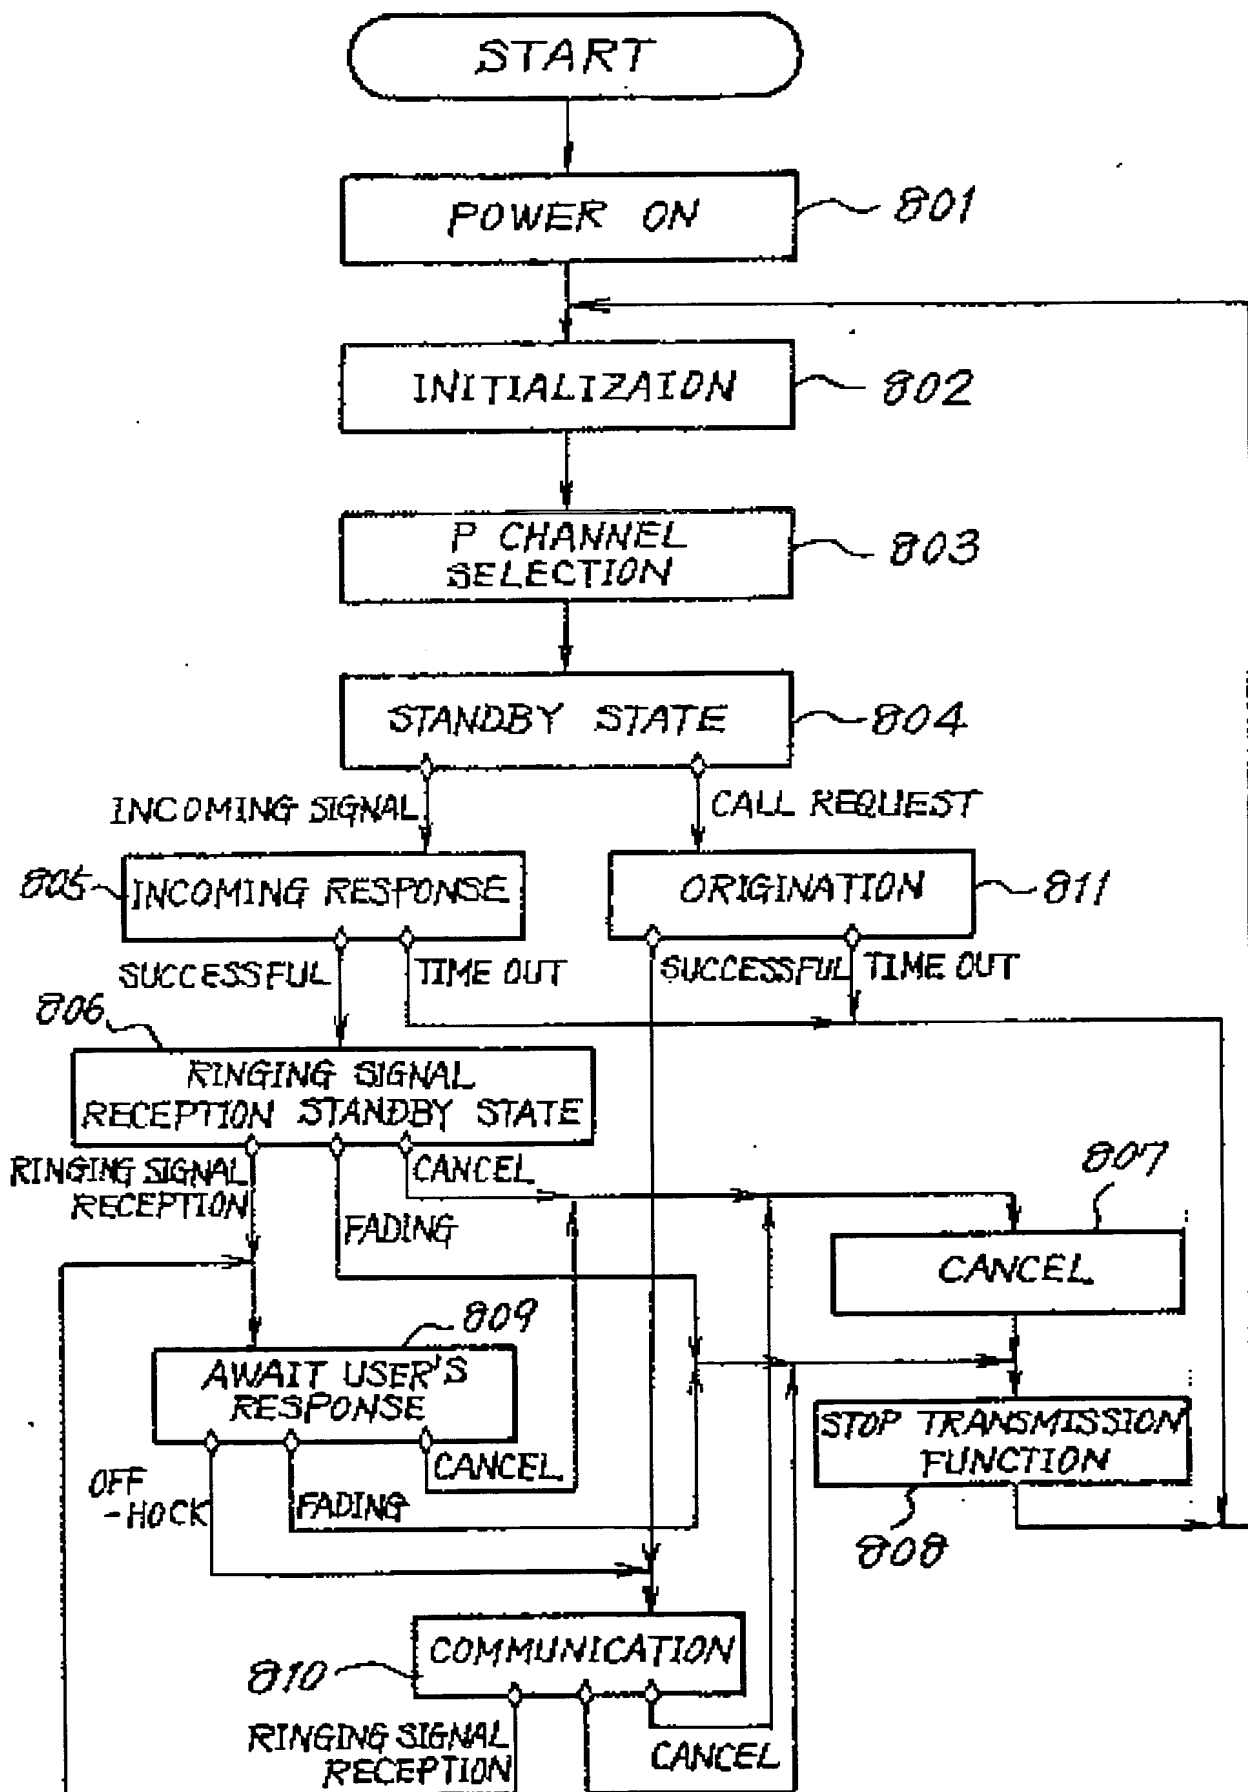 START
POWER ON
801
INITIALIZAION
802
P CHANNEL
SELECTION
803
STANDBY STATE
804
INCOMING SIGNAL
CALL REQUEST
805
INCOMING RESPONSE
ORIGINATION
811
SUCCESSFUL
TIME OUT
SUCCESSFUL
TIME OUT
806
RINGING SIGNAL
RECEPTION STANDBY STATE
RINGING SIGNAL
RECEPTION
CANCEL
FADING
807
CANCEL
809
AWAIT USER'S
RESPONSE
STOP TRANSMISSION
FUNCTION
808
OFF
-HOCK
FADING
CANCEL
COMMUNICATION
810
RINGING SIGNAL
RECEPTION
CANCEL